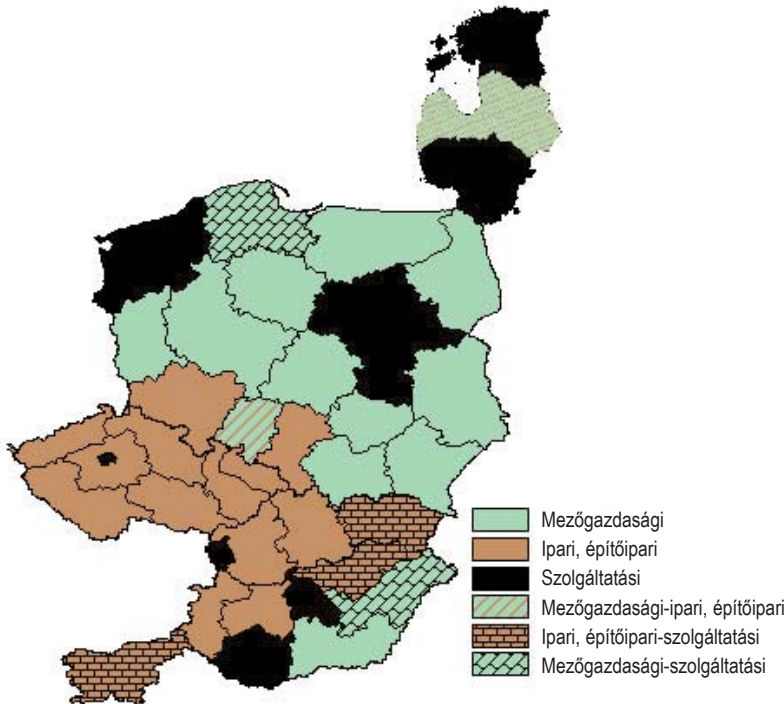 Mezőgazdasági
Ipari, építőipari
Szolgáltatási
Mezőgazdasági-ipari, építőipari
Ipari, építőipari-szolgáltatási
Mezőgazdasági-szolgáltatási